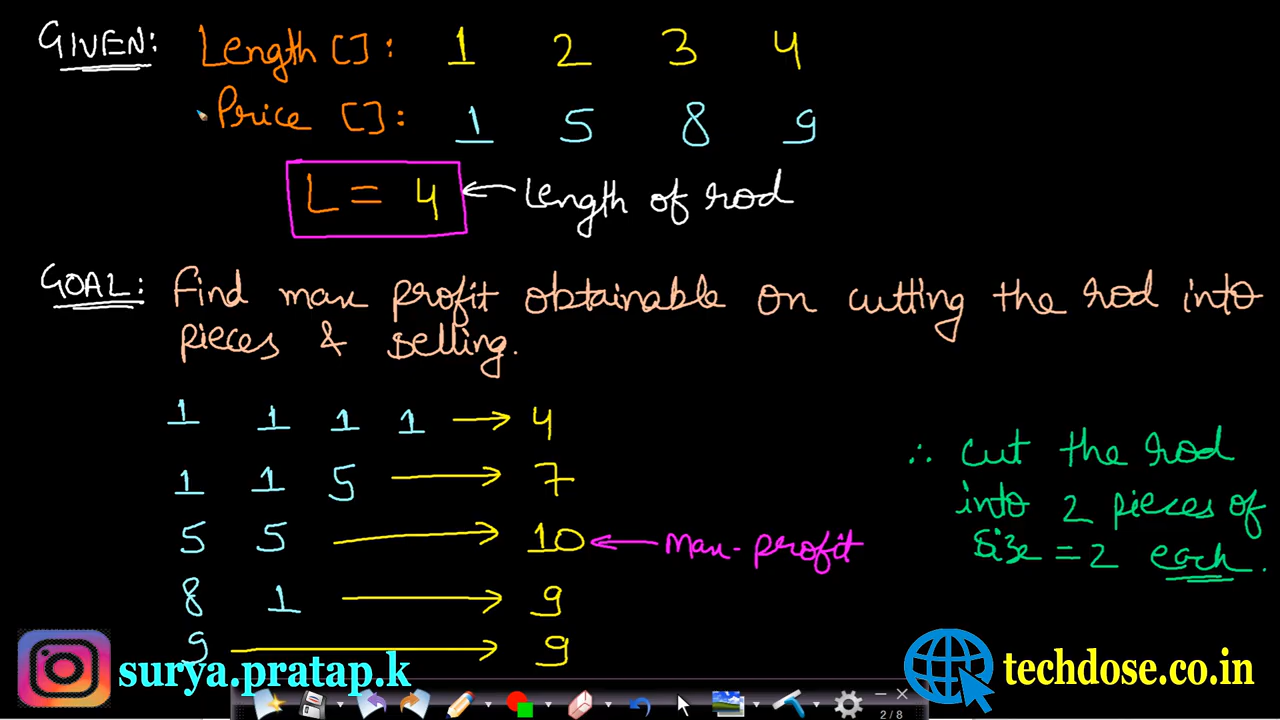 GIVEN: Length []: 1 2 3 4
Price []: 1 5 8 9
L = 4 ← Length of rod
GOAL: Find max profit obtainable on cutting the rod into
pieces & selling.
1 1 1 1 → 4
1 1 5 → 7
5 5 → 10 ← Max-profit
8 1 → 9
9 → 9
∴ cut the rod
into 2 pieces of
size = 2 each.
surya.pratap.k
techdose.co.in
2 / 8